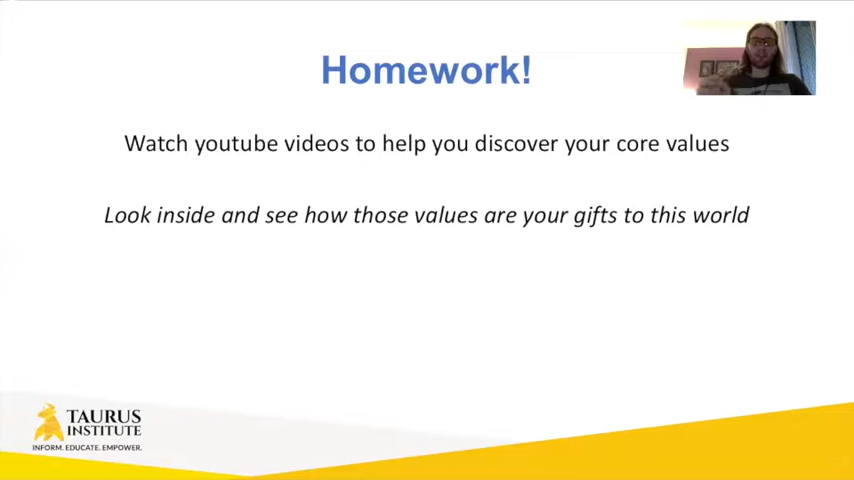 Homework!
Watch youtube videos to help you discover your core values
Look inside and see how those values are your gifts to this world
TAURUS
INSTITUTE
INFORM. EDUCATE. EMPOWER.